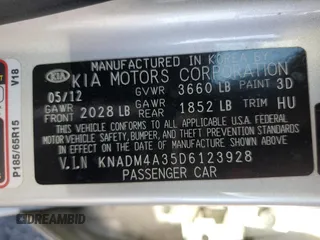 MANUFACTURED IN KOREA
KIA KIA MOTORS CORPORATION
05/12 GVWR 3660 LB PAINT 3D
GAWR FRONT 2028 LB GAWR REAR 1852 LB TRIM HU
THIS VEHICLE CONFORMS TO ALL APPLICABLE U.S.A. FEDERAL
MOTOR VEHICLE SAFETY, BUMPER, AND THEFT PREVENTION
STANDARDS IN EFFECT ON THE DATE OF MANUFACTURE SHOWN ABOVE.
V.I.N KNADM4A35D6123928
PASSENGER CAR
P185/65R15 V18
DREAMBID